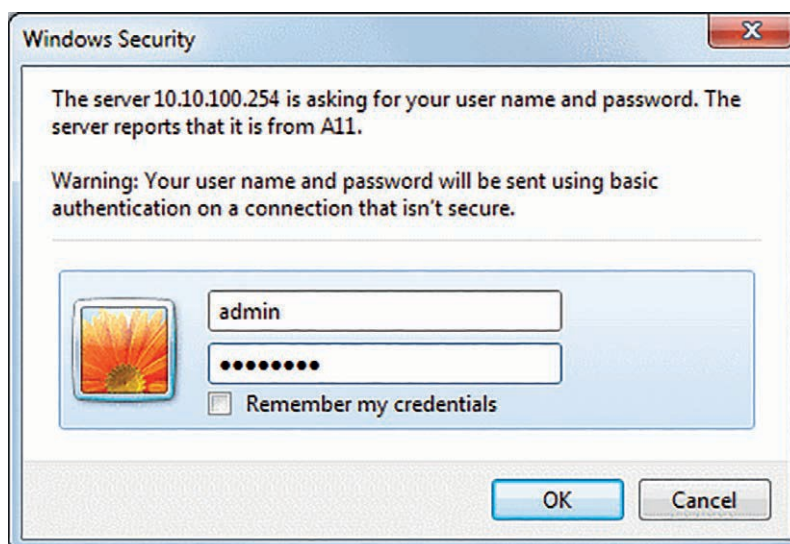 Windows Security
The server 10.10.100.254 is asking for your user name and password. The
server reports that it is from A11.
Warning: Your user name and password will be sent using basic
authentication on a connection that isn't secure.
admin
••••••••
Remember my credentials
OK
Cancel